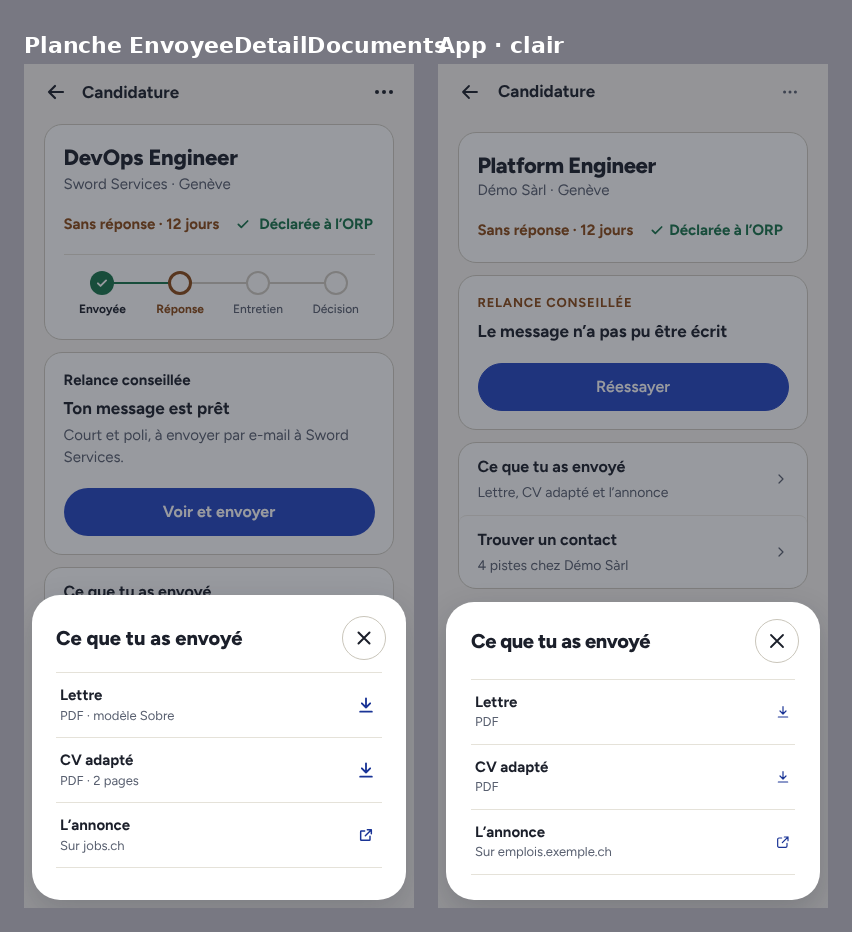 Planche EnvoyeeDetailDocuments
App · clair
Candidature
DevOps Engineer
Sword Services · Genève
Sans réponse · 12 jours
Déclarée à l’ORP
Envoyée
Réponse
Entretien
Décision
Relance conseillée
Ton message est prêt
Court et poli, à envoyer par e-mail à Sword
Services.
Voir et envoyer
Ce que tu as envoyé
Ce que tu as envoyé
Lettre
PDF · modèle Sobre
CV adapté
PDF · 2 pages
L’annonce
Sur jobs.ch
Candidature
Platform Engineer
Démo Sàrl · Genève
Sans réponse · 12 jours
Déclarée à l’ORP
RELANCE CONSEILLÉE
Le message n’a pas pu être écrit
Réessayer
Ce que tu as envoyé
Lettre, CV adapté et l’annonce
Trouver un contact
4 pistes chez Démo Sàrl
Ce que tu as envoyé
Lettre
PDF
CV adapté
PDF
L’annonce
Sur emplois.exemple.ch